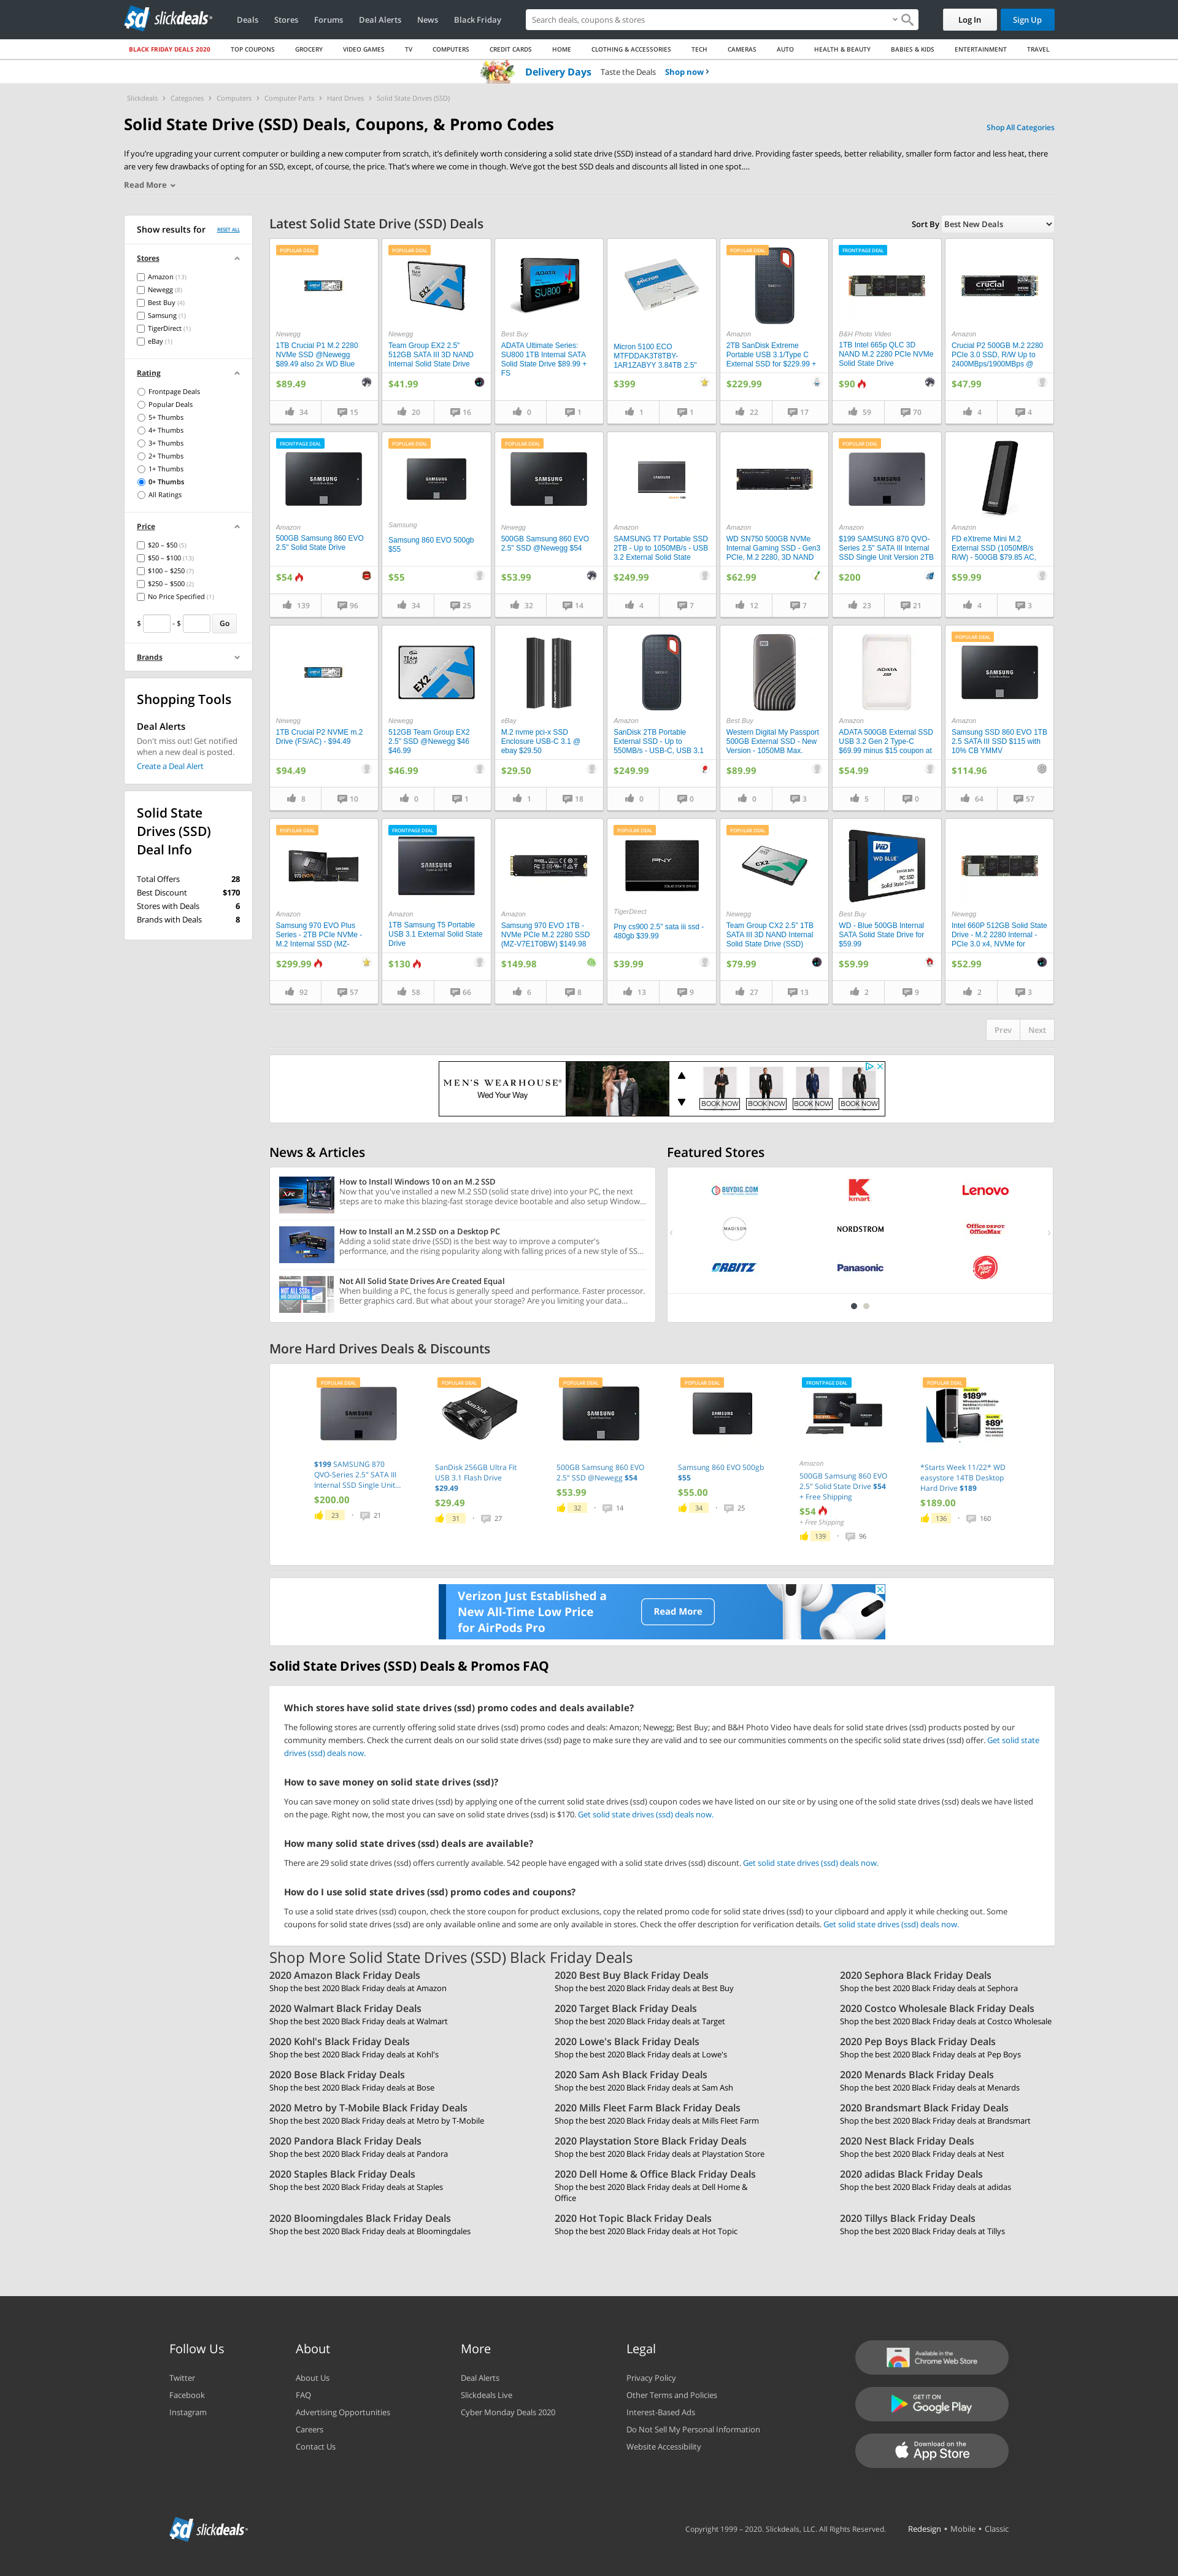 slickdeals
Deals Stores Forums Deal Alerts News Black Friday
Search deals, coupons & stores
Log In Sign Up
BLACK FRIDAY DEALS 2020 TOP COUPONS GROCERY VIDEO GAMES TV COMPUTERS CREDIT CARDS HOME CLOTHING & ACCESSORIES TECH CAMERAS AUTO HEALTH & BEAUTY BABIES & KIDS ENTERTAINMENT TRAVEL
Delivery Days Taste the Deals Shop now ›
Slickdeals › Categories › Computers › Computer Parts › Hard Drives › Solid State Drives (SSD)
Solid State Drive (SSD) Deals, Coupons, & Promo Codes
Shop All Categories
If you're upgrading your current computer or building a new computer from scratch, it's definitely worth considering a solid state drive (SSD) instead of a standard hard drive. Providing faster speeds, better reliability, smaller form factor and less heat, there
are very few drawbacks of opting for an SSD, except, of course, the price. That's where we come in though. We've got the best SSD deals and discounts all listed in one spot....
Read More
Show results for RESET ALL
Stores
Amazon (13)
Newegg (8)
Best Buy (4)
Samsung (1)
TigerDirect (1)
eBay (1)
Rating
Frontpage Deals
Popular Deals
5+ Thumbs
4+ Thumbs
3+ Thumbs
2+ Thumbs
1+ Thumbs
0+ Thumbs
All Ratings
Price
$20 – $50 (5)
$50 – $100 (13)
$100 – $250 (7)
$250 – $500 (2)
No Price Specified (1)
$ - $ Go
Brands
Shopping Tools
Deal Alerts
Don't miss out! Get notified
when a new deal is posted.
Create a Deal Alert
Solid State
Drives (SSD)
Deal Info
Total Offers 28
Best Discount $170
Stores with Deals 6
Brands with Deals 8
Latest Solid State Drive (SSD) Deals
Sort By Best New Deals
POPULAR DEAL
Newegg
1TB Crucial P1 M.2 2280
NVMe SSD @Newegg
$89.49 also 2x WD Blue
$89.49
34 15
POPULAR DEAL
Newegg
Team Group EX2 2.5"
512GB SATA III 3D NAND
Internal Solid State Drive
$41.99
20 16
Best Buy
ADATA Ultimate Series:
SU800 1TB Internal SATA
Solid State Drive $89.99 +
FS
0 1
Micron 5100 ECO
MTFDDAK3T8TBY-
1AR1ZABYY 3.84TB 2.5"
$399
1 1
POPULAR DEAL
Amazon
2TB SanDisk Extreme
Portable USB 3.1/Type C
External SSD for $229.99 +
$229.99
22 17
FRONTPAGE DEAL
B&H Photo Video
1TB Intel 665p QLC 3D
NAND M.2 2280 PCIe NVMe
Solid State Drive
$90
59 70
Amazon
Crucial P2 500GB M.2 2280
PCIe 3.0 SSD, R/W Up to
2400MBps/1900MBps @
$47.99
4 4
FRONTPAGE DEAL
Amazon
500GB Samsung 860 EVO
2.5" Solid State Drive
$54
139 96
POPULAR DEAL
Samsung
Samsung 860 EVO 500gb
$55
$55
34 25
POPULAR DEAL
Newegg
500GB Samsung 860 EVO
2.5" SSD @Newegg $54
$53.99
32 14
Amazon
SAMSUNG T7 Portable SSD
2TB - Up to 1050MB/s - USB
3.2 External Solid State
$249.99
4 7
Amazon
WD SN750 500GB NVMe
Internal Gaming SSD - Gen3
PCIe, M.2 2280, 3D NAND
$62.99
12 7
POPULAR DEAL
Amazon
$199 SAMSUNG 870 QVO-
Series 2.5" SATA III Internal
SSD Single Unit Version 2TB
$200
23 21
Amazon
FD eXtreme Mini M.2
External SSD (1050MB/s
R/W) - 500GB $79.85 AC,
$59.99
4 3
Newegg
1TB Crucial P2 NVME m.2
Drive (FS/AC) - $94.49
$94.49
8 10
Newegg
512GB Team Group EX2
2.5" SSD @Newegg $46
$46.99
$46.99
0 1
eBay
M.2 nvme pci-x SSD
Enclosure USB-C 3.1 @
ebay $29.50
$29.50
1 18
Amazon
SanDisk 2TB Portable
External SSD - Up to
550MB/s - USB-C, USB 3.1
$249.99
0 0
Best Buy
Western Digital My Passport
500GB External SSD - New
Version - 1050MB Max.
$89.99
0 3
Amazon
ADATA 500GB External SSD
USB 3.2 Gen 2 Type-C
$69.99 minus $15 coupon at
$54.99
5 0
POPULAR DEAL
Amazon
Samsung SSD 860 EVO 1TB
2.5 SATA III SSD $115 with
10% CB YMMV
$114.96
64 57
POPULAR DEAL
Amazon
Samsung 970 EVO Plus
Series - 2TB PCIe NVMe -
M.2 Internal SSD (MZ-
$299.99
92 57
FRONTPAGE DEAL
Amazon
1TB Samsung T5 Portable
USB 3.1 External Solid State
Drive
$130
58 66
Amazon
Samsung 970 EVO 1TB -
NVMe PCIe M.2 2280 SSD
(MZ-V7E1T0BW) $149.98
$149.98
6 8
POPULAR DEAL
TigerDirect
Pny cs900 2.5" sata iii ssd -
480gb $39.99
$39.99
13 9
POPULAR DEAL
Newegg
Team Group CX2 2.5" 1TB
SATA III 3D NAND Internal
Solid State Drive (SSD)
$79.99
27 13
Best Buy
WD - Blue 500GB Internal
SATA Solid State Drive for
$59.99
$59.99
2 9
Newegg
Intel 660P 512GB Solid State
Drive - M.2 2280 Internal -
PCIe 3.0 x4, NVMe for
$52.99
2 3
Prev Next
MEN'S WEARHOUSE®
Wed Your Way
BOOK NOW BOOK NOW BOOK NOW BOOK NOW
News & Articles
How to Install Windows 10 on an M.2 SSD
Now that you've installed a new M.2 SSD (solid state drive) into your PC, the next
steps are to make this blazing-fast storage device bootable and also setup Window...
How to Install an M.2 SSD on a Desktop PC
Adding a solid state drive (SSD) is the best way to improve a computer's
performance, and the rising popularity along with falling prices of a new style of SS...
Not All Solid State Drives Are Created Equal
When building a PC, the focus is generally speed and performance. Faster processor.
Better graphics card. But what about your storage? Are you limiting your data...
Featured Stores
BUYDIG.COM kmart Lenovo
MADISON NORDSTROM Office DEPOT OfficeMax
ORBITZ Panasonic Pizza Hut
More Hard Drives Deals & Discounts
POPULAR DEAL
$199 SAMSUNG 870
QVO-Series 2.5" SATA III
Internal SSD Single Unit...
$200.00
23 21
POPULAR DEAL
SanDisk 256GB Ultra Fit
USB 3.1 Flash Drive
$29.49
$29.49
31 27
POPULAR DEAL
500GB Samsung 860 EVO
2.5" SSD @Newegg $54
$53.99
32 14
POPULAR DEAL
Samsung 860 EVO 500gb
$55
$55.00
34 25
FRONTPAGE DEAL
Amazon
500GB Samsung 860 EVO
2.5" Solid State Drive $54
+ Free Shipping
$54
+ Free Shipping
139 96
POPULAR DEAL
*Starts Week 11/22* WD
easystore 14TB Desktop
Hard Drive $189
$189.00
136 160
Verizon Just Established a
New All-Time Low Price
for AirPods Pro
Read More
Solid State Drives (SSD) Deals & Promos FAQ
Which stores have solid state drives (ssd) promo codes and deals available?
The following stores are currently offering solid state drives (ssd) promo codes and deals: Amazon; Newegg; Best Buy; and B&H Photo Video have deals for solid state drives (ssd) products posted by our
community members. Check the current deals on our solid state drives (ssd) page to make sure they are valid and to see our communities comments on the specific solid state drives (ssd) offer. Get solid state
drives (ssd) deals now.
How to save money on solid state drives (ssd)?
You can save money on solid state drives (ssd) by applying one of the current solid state drives (ssd) coupon codes we have listed on our site or by using one of the solid state drives (ssd) deals we have listed
on the page. Right now, the most you can save on solid state drives (ssd) is $170. Get solid state drives (ssd) deals now.
How many solid state drives (ssd) deals are available?
There are 29 solid state drives (ssd) offers currently available. 542 people have engaged with a solid state drives (ssd) discount. Get solid state drives (ssd) deals now.
How do I use solid state drives (ssd) promo codes and coupons?
To use a solid state drives (ssd) coupon, check the store coupon for product exclusions, copy the related promo code for solid state drives (ssd) to your clipboard and apply it while checking out. Some
coupons for solid state drives (ssd) are only available online and some are only available in stores. Check the offer description for verification details. Get solid state drives (ssd) deals now.
Shop More Solid State Drives (SSD) Black Friday Deals
2020 Amazon Black Friday Deals
Shop the best 2020 Black Friday deals at Amazon
2020 Best Buy Black Friday Deals
Shop the best 2020 Black Friday deals at Best Buy
2020 Sephora Black Friday Deals
Shop the best 2020 Black Friday deals at Sephora
2020 Walmart Black Friday Deals
Shop the best 2020 Black Friday deals at Walmart
2020 Target Black Friday Deals
Shop the best 2020 Black Friday deals at Target
2020 Costco Wholesale Black Friday Deals
Shop the best 2020 Black Friday deals at Costco Wholesale
2020 Kohl's Black Friday Deals
Shop the best 2020 Black Friday deals at Kohl's
2020 Lowe's Black Friday Deals
Shop the best 2020 Black Friday deals at Lowe's
2020 Pep Boys Black Friday Deals
Shop the best 2020 Black Friday deals at Pep Boys
2020 Bose Black Friday Deals
Shop the best 2020 Black Friday deals at Bose
2020 Sam Ash Black Friday Deals
Shop the best 2020 Black Friday deals at Sam Ash
2020 Menards Black Friday Deals
Shop the best 2020 Black Friday deals at Menards
2020 Metro by T-Mobile Black Friday Deals
Shop the best 2020 Black Friday deals at Metro by T-Mobile
2020 Mills Fleet Farm Black Friday Deals
Shop the best 2020 Black Friday deals at Mills Fleet Farm
2020 Brandsmart Black Friday Deals
Shop the best 2020 Black Friday deals at Brandsmart
2020 Pandora Black Friday Deals
Shop the best 2020 Black Friday deals at Pandora
2020 Playstation Store Black Friday Deals
Shop the best 2020 Black Friday deals at Playstation Store
2020 Nest Black Friday Deals
Shop the best 2020 Black Friday deals at Nest
2020 Staples Black Friday Deals
Shop the best 2020 Black Friday deals at Staples
2020 Dell Home & Office Black Friday Deals
Shop the best 2020 Black Friday deals at Dell Home &
Office
2020 adidas Black Friday Deals
Shop the best 2020 Black Friday deals at adidas
2020 Bloomingdales Black Friday Deals
Shop the best 2020 Black Friday deals at Bloomingdales
2020 Hot Topic Black Friday Deals
Shop the best 2020 Black Friday deals at Hot Topic
2020 Tillys Black Friday Deals
Shop the best 2020 Black Friday deals at Tillys
Follow Us
Twitter
Facebook
Instagram
About
About Us
FAQ
Advertising Opportunities
Careers
Contact Us
More
Deal Alerts
Slickdeals Live
Cyber Monday Deals 2020
Legal
Privacy Policy
Other Terms and Policies
Interest-Based Ads
Do Not Sell My Personal Information
Website Accessibility
Available in the
Chrome Web Store
GET IT ON
Google Play
Download on the
App Store
slickdeals
Copyright 1999 – 2020. Slickdeals, LLC. All Rights Reserved. Redesign • Mobile • Classic